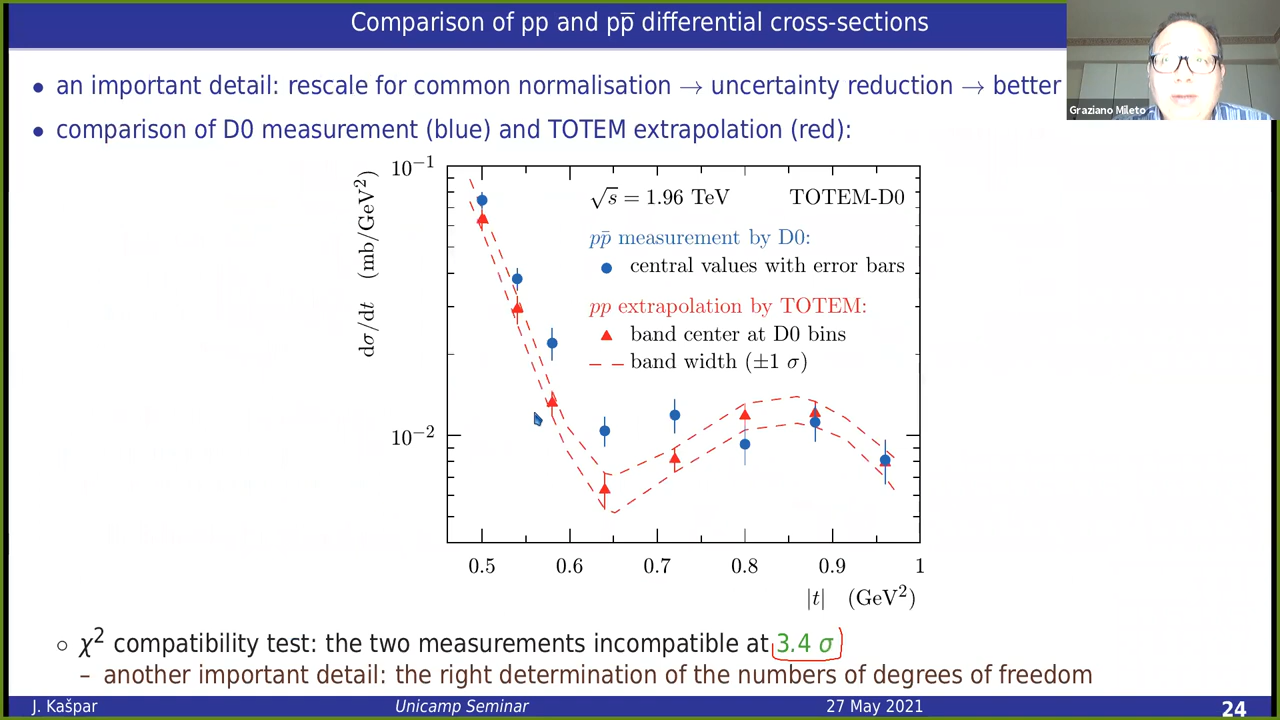 Comparison of pp and pp̅ differential cross-sections
• an important detail: rescale for common normalisation → uncertainty reduction → better
Graziano Mileto
• comparison of D0 measurement (blue) and TOTEM extrapolation (red):
dσ/dt (mb/GeV²)
10⁻¹
10⁻²
√s = 1.96 TeV TOTEM-D0
pp̄ measurement by D0:
central values with error bars
pp extrapolation by TOTEM:
band center at D0 bins
band width (±1 σ)
0.5 0.6 0.7 0.8 0.9 1
|t| (GeV²)
○ χ² compatibility test: the two measurements incompatible at 3.4 σ
– another important detail: the right determination of the numbers of degrees of freedom
J. Kašpar Unicamp Seminar 27 May 2021 24